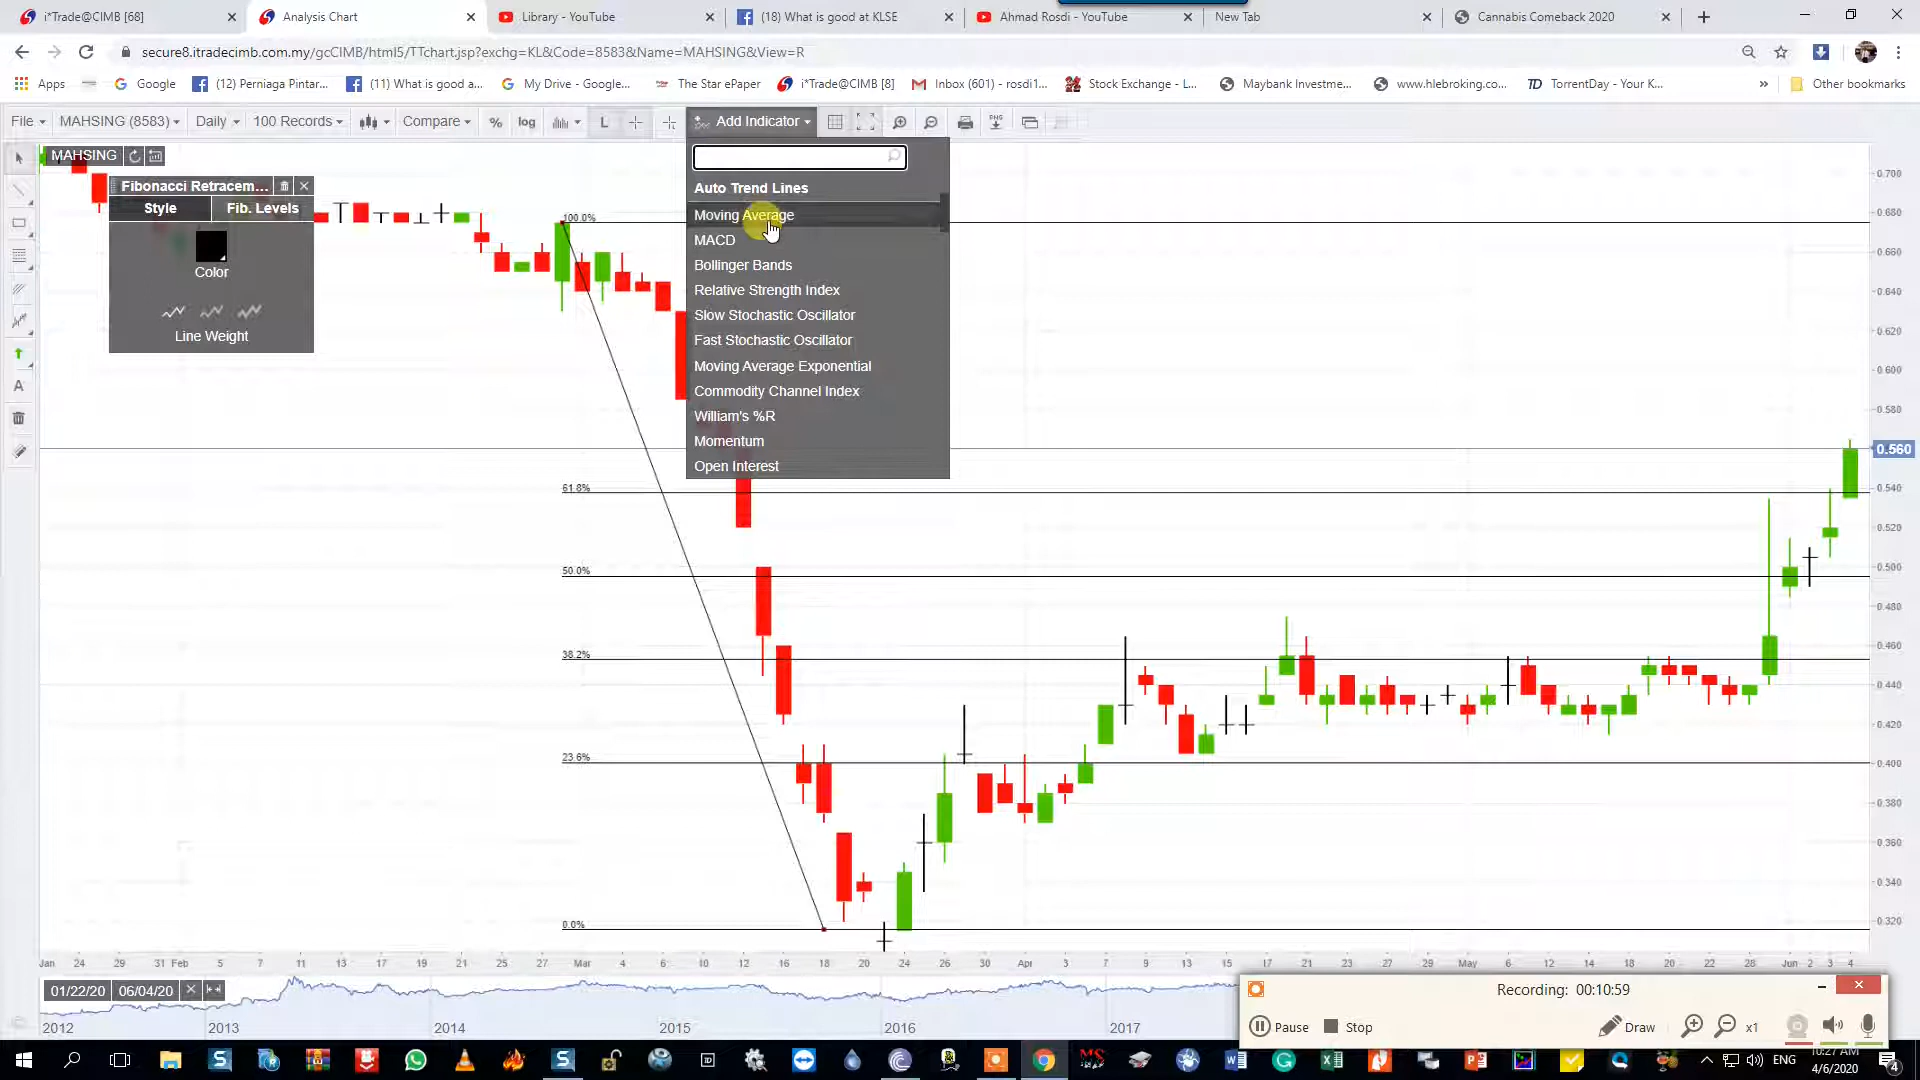 i*Trade@CIMB [68]
Analysis Chart
Library - YouTube
(18) What is good at KLSE
Ahmad Rosdi - YouTube
New Tab
Cannabis Comeback 2020
secure8.itradecimb.com.my/gcCIMB/html5/TTchart.jsp?exchg=KL&Code=8583&Name=MAHSING&View=R
Apps
Google
(12) Perniaga Pintar...
(11) What is good a...
My Drive - Google...
The Star ePaper
i*Trade@CIMB [8]
Inbox (601) - rosdi1...
Stock Exchange - L...
Maybank Investme...
www.hlebroking.co...
TorrentDay - Your K...
Other bookmarks
File
MAHSING (8583)
Daily
100 Records
Compare
%
log
L
Add Indicator
MAHSING
Fibonacci Retracem...
Style
Fib. Levels
Color
Line Weight
Auto Trend Lines
Moving Average
MACD
Bollinger Bands
Relative Strength Index
Slow Stochastic Oscillator
Fast Stochastic Oscillator
Moving Average Exponential
Commodity Channel Index
William's %R
Momentum
Open Interest
100.0%
61.8%
50.0%
38.2%
23.6%
0.0%
0.700
0.680
0.660
0.640
0.620
0.600
0.580
0.560
0.540
0.520
0.500
0.480
0.460
0.440
0.420
0.400
0.380
0.360
0.340
0.320
Jan 24 29 31 Feb 5 7 11 13 17 19 21 25 27 Mar 4 6 10 12 16 18 20 24 26 30 Apr 3 7 9 13 15 17 21 23 27 29 May 6 12 14 18 20 22 28 Jun 2 3 4
01/22/20 06/04/20
2012 2013 2014 2015 2016 2017
Recording: 00:10:59
Pause
Stop
Draw
x1
ENG
10:27 AM
4/6/2020
4